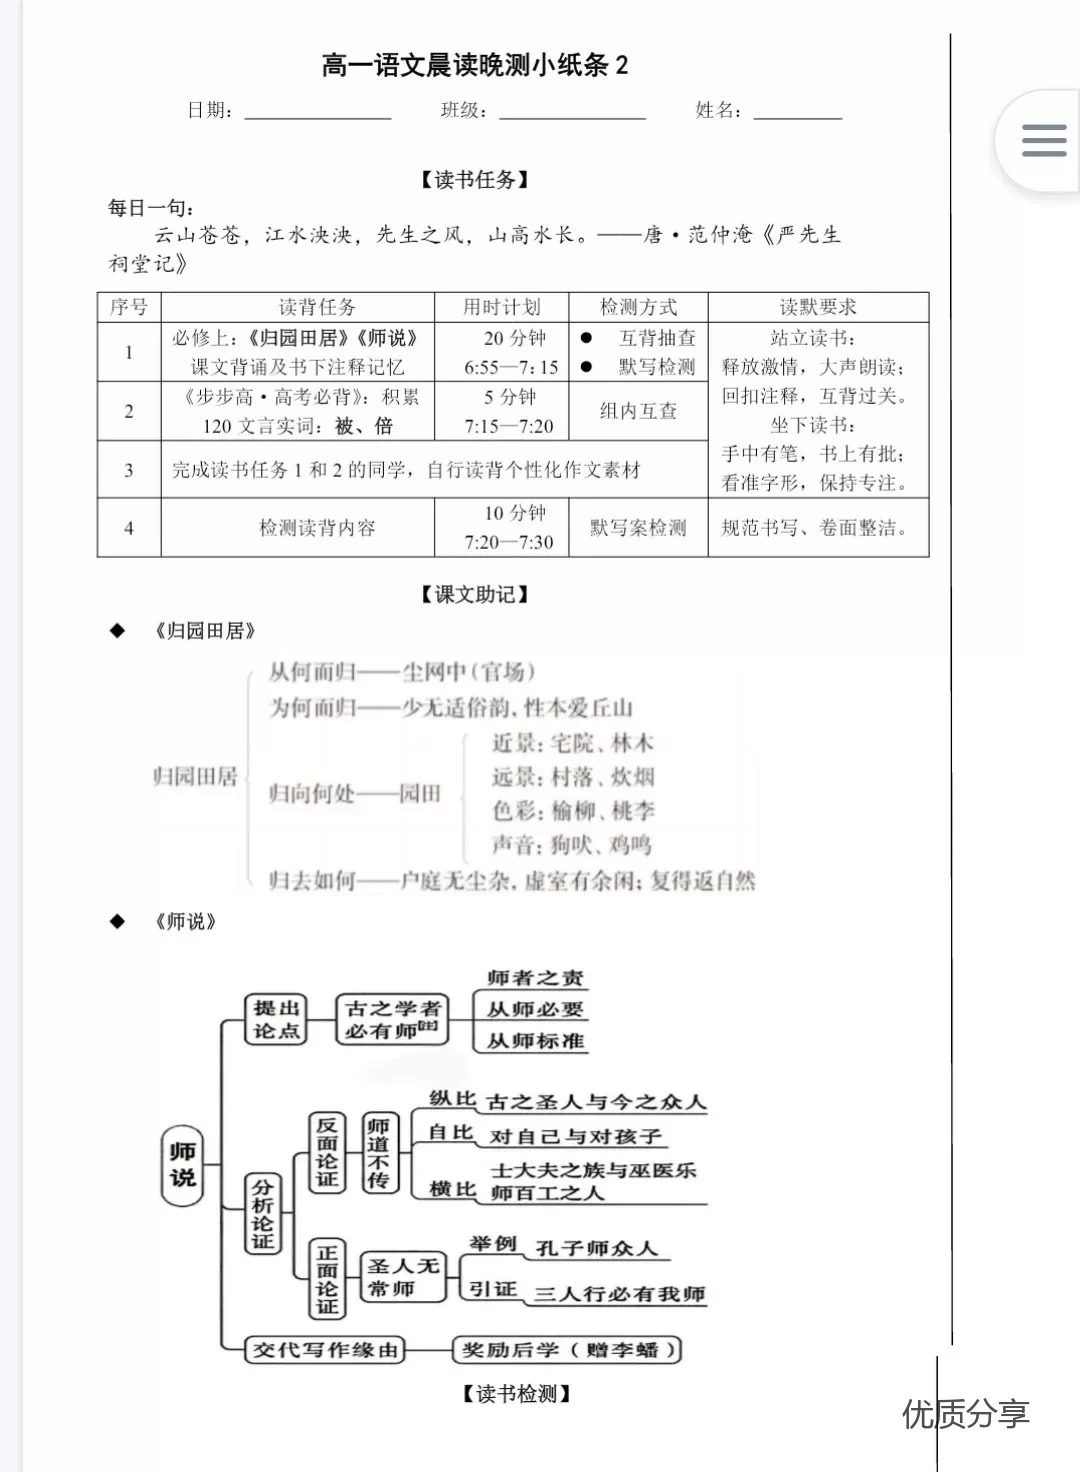 高一语文晨读晚测小纸条 2
日期： 班级： 姓名：
【读书任务】
每日一句：
云山苍苍，江水泱泱，先生之风，山高水长。——唐·范仲淹《严先生
祠堂记》
序号 读背任务 用时计划 检测方式 读默要求
1
必修上：《归园田居》《师说》
课文背诵及书下注释记忆
20 分钟
6:55—7: 15
● 互背抽查
● 默写检测
站立读书：
释放激情，大声朗读；
回扣注释，互背过关。
坐下读书：
手中有笔，书上有批；
看准字形，保持专注。
2
《步步高·高考必背》：积累
120 文言实词：被、倍
5 分钟
7:15—7:20
组内互查
3 完成读书任务 1 和 2 的同学，自行读背个性化作文素材
4 检测读背内容
10 分钟
7:20—7:30
默写案检测 规范书写、卷面整洁。
【课文助记】
◆ 《归园田居》
归园田居
从何而归——尘网中(官场)
为何而归——少无适俗韵，性本爱丘山
归向何处——园田
近景：宅院、林木
远景：村落、炊烟
色彩：榆柳、桃李
声音：狗吠、鸡鸣
归去如何——户庭无尘杂，虚室有余闲；复得返自然
◆ 《师说》
师说
提出
论点
古之学者
必有师[注]
师者之责
从师必要
从师标准
分析论证
反面论证
师道不传
纵比 古之圣人与今之众人
自比 对自己与对孩子
横比 士大夫之族与巫医乐
师百工之人
正面论证
圣人无
常师
举例 孔子师众人
引证 三人行必有我师
交代写作缘由
奖励后学（赠李蟠）
【读书检测】
优质分享